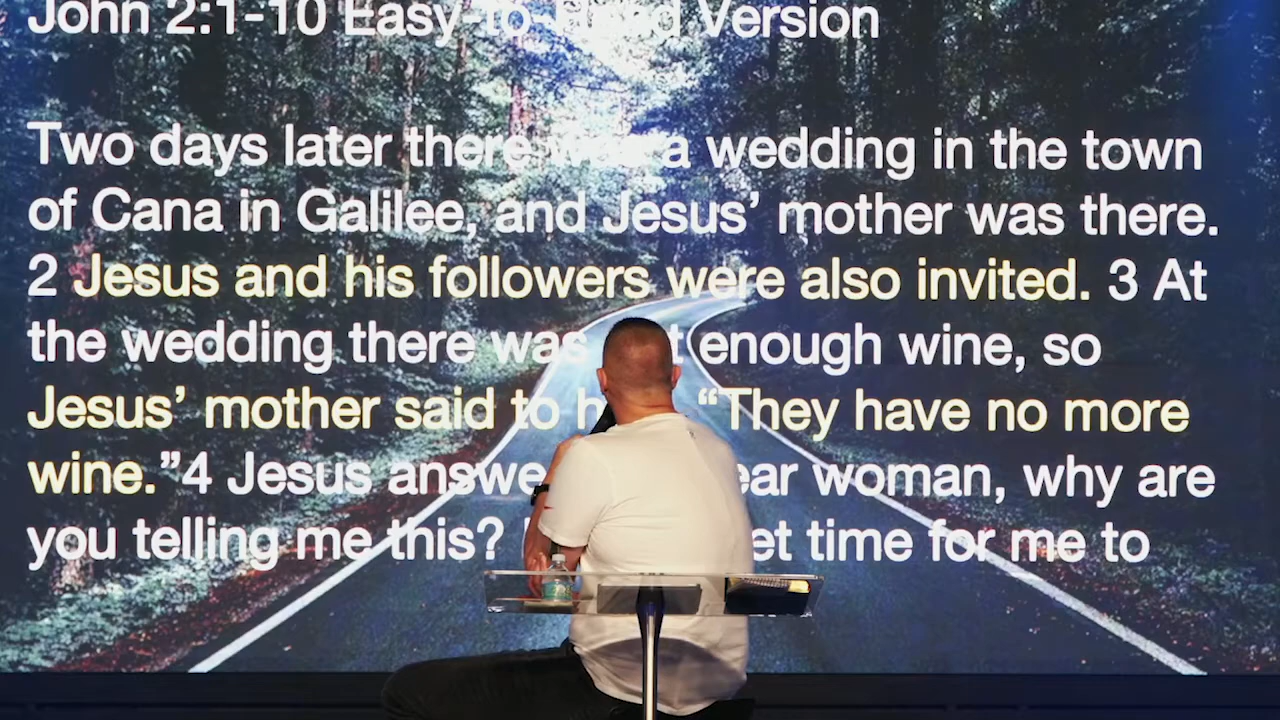 John 2:1-10 Easy-to-Read Version
Two days later there was a wedding in the town
of Cana in Galilee, and Jesus’ mother was there.
2 Jesus and his followers were also invited. 3 At
the wedding there was enough wine, so
Jesus’ mother said to “They have no more
wine.”4 Jesus woman, why are
you telling me this? time for me to